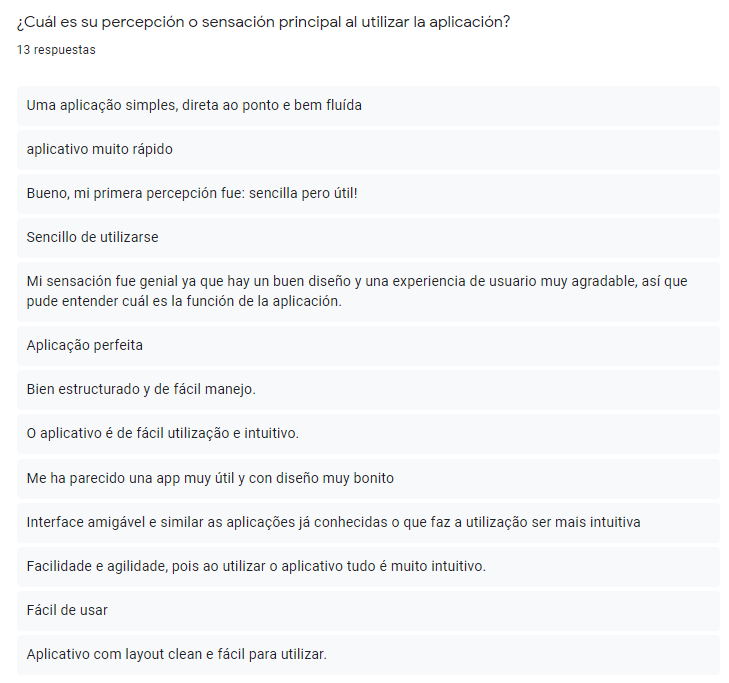 ¿Cuál es su percepción o sensación principal al utilizar la aplicación?
13 respuestas
Uma aplicação simples, direta ao ponto e bem fluída
aplicativo muito rápido
Bueno, mi primera percepción fue: sencilla pero útil!
Sencillo de utilizarse
Mi sensación fue genial ya que hay un buen diseño y una experiencia de usuario muy agradable, así que
pude entender cuál es la función de la aplicación.
Aplicação perfeita
Bien estructurado y de fácil manejo.
O aplicativo é de fácil utilização e intuitivo.
Me ha parecido una app muy útil y con diseño muy bonito
Interface amigável e similar as aplicações já conhecidas o que faz a utilização ser mais intuitiva
Facilidade e agilidade, pois ao utilizar o aplicativo tudo é muito intuitivo.
Fácil de usar
Aplicativo com layout clean e fácil para utilizar.